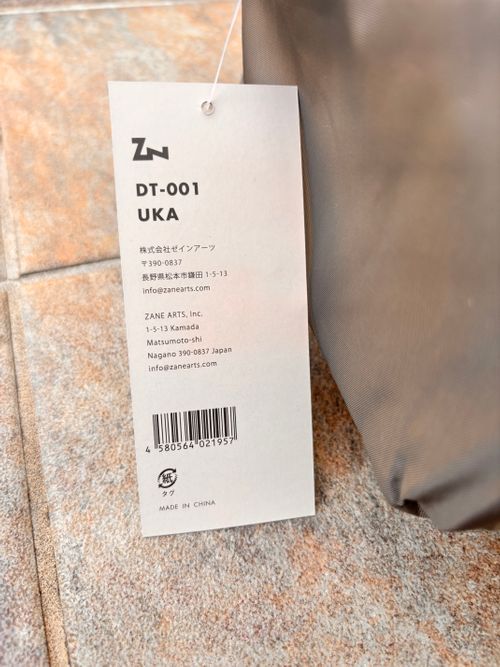 ZN
DT-001
UKA
株式会社ゼインアーツ
〒390-0837
長野県松本市鎌田 1-5-13
info@zanearts.com
ZANE ARTS, Inc.
1-5-13 Kamada
Matsumoto-shi
Nagano 390-0837 Japan
info@zanearts.com
4 580564 021957
紙
タグ
MADE IN CHINA